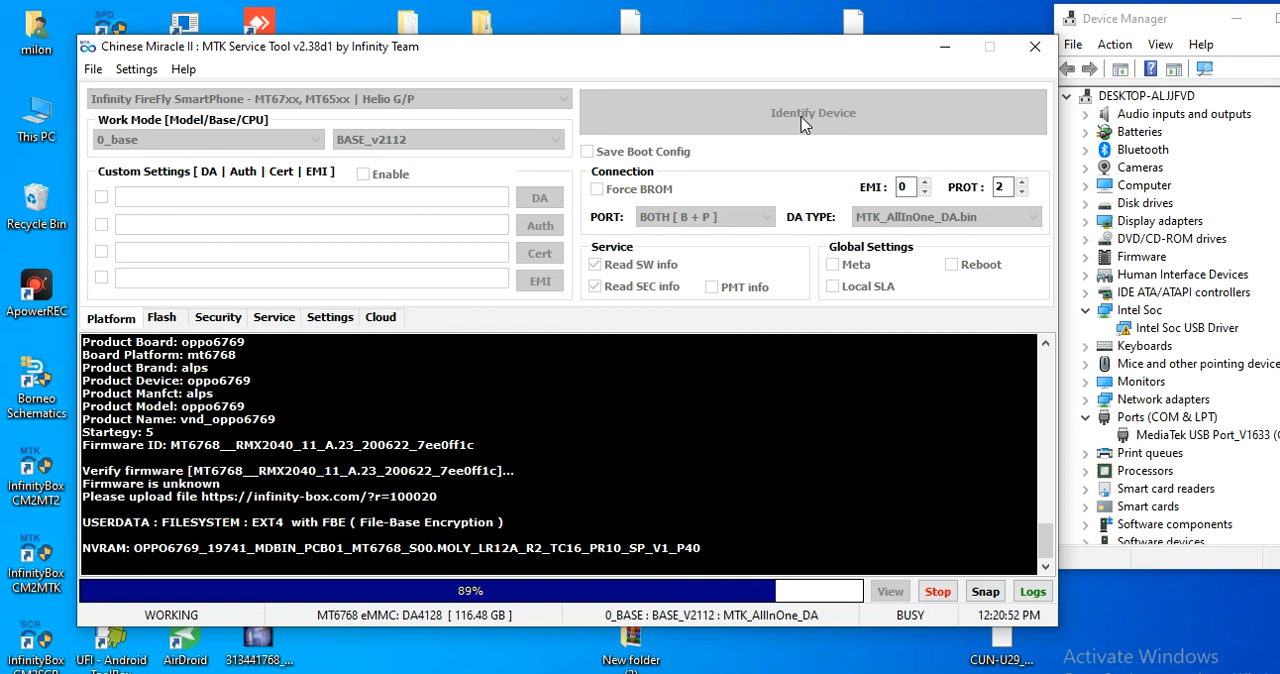 milon
SPD
This PC
Recycle Bin
ApowerREC
Borneo
Schematics
MTK
InfinityBox
CM2MT2
MTK
InfinityBox
CM2MTK
SCR
InfinityBox
CM2SCR
Chinese Miracle II : MTK Service Tool v2.38d1 by Infinity Team
File Settings Help
Infinity FireFly SmartPhone - MT67xx, MT65xx | Helio G/P
Work Mode [Model/Base/CPU]
0_base BASE_v2112
Custom Settings [ DA | Auth | Cert | EMI ] Enable
DA
Auth
Cert
EMI
Identify Device
Save Boot Config
Connection
Force BROM EMI : 0 PROT : 2
PORT: BOTH [ B + P ] DA TYPE: MTK_AllInOne_DA.bin
Service
Read SW info
Read SEC info PMT info
Global Settings
Meta Reboot
Local SLA
Platform Flash Security Service Settings Cloud
Product Board: oppo6769
Board Platform: mt6768
Product Brand: alps
Product Device: oppo6769
Product Manfct: alps
Product Model: oppo6769
Product Name: vnd_oppo6769
Startegy: 5
Firmware ID: MT6768__RMX2040_11_A.23_200622_7ee0ff1c
Verify firmware [MT6768__RMX2040_11_A.23_200622_7ee0ff1c]...
Firmware is unknown
Please upload file https://infinity-box.com/?r=100020
USERDATA : FILESYSTEM : EXT4 with FBE ( File-Base Encryption )
NVRAM: OPPO6769_19741_MDBIN_PCB01_MT6768_S00.MOLY_LR12A_R2_TC16_PR10_SP_V1_P40
89% View Stop Snap Logs
WORKING MT6768 eMMC: DA4128 [ 116.48 GB ] 0_BASE : BASE_V2112 : MTK_AllInOne_DA BUSY 12:20:52 PM
UFI - Android
ToolBox
AirDroid
313441768_...
New folder
(2)
CUN-U29_...
Device Manager
File Action View Help
DESKTOP-ALJJFVD
Audio inputs and outputs
Batteries
Bluetooth
Cameras
Computer
Disk drives
Display adapters
DVD/CD-ROM drives
Firmware
Human Interface Devices
IDE ATA/ATAPI controllers
Intel Soc
Intel Soc USB Driver
Keyboards
Mice and other pointing device
Monitors
Network adapters
Ports (COM & LPT)
MediaTek USB Port_V1633 (
Print queues
Processors
Smart card readers
Smart cards
Software components
Software devices
Activate Windows